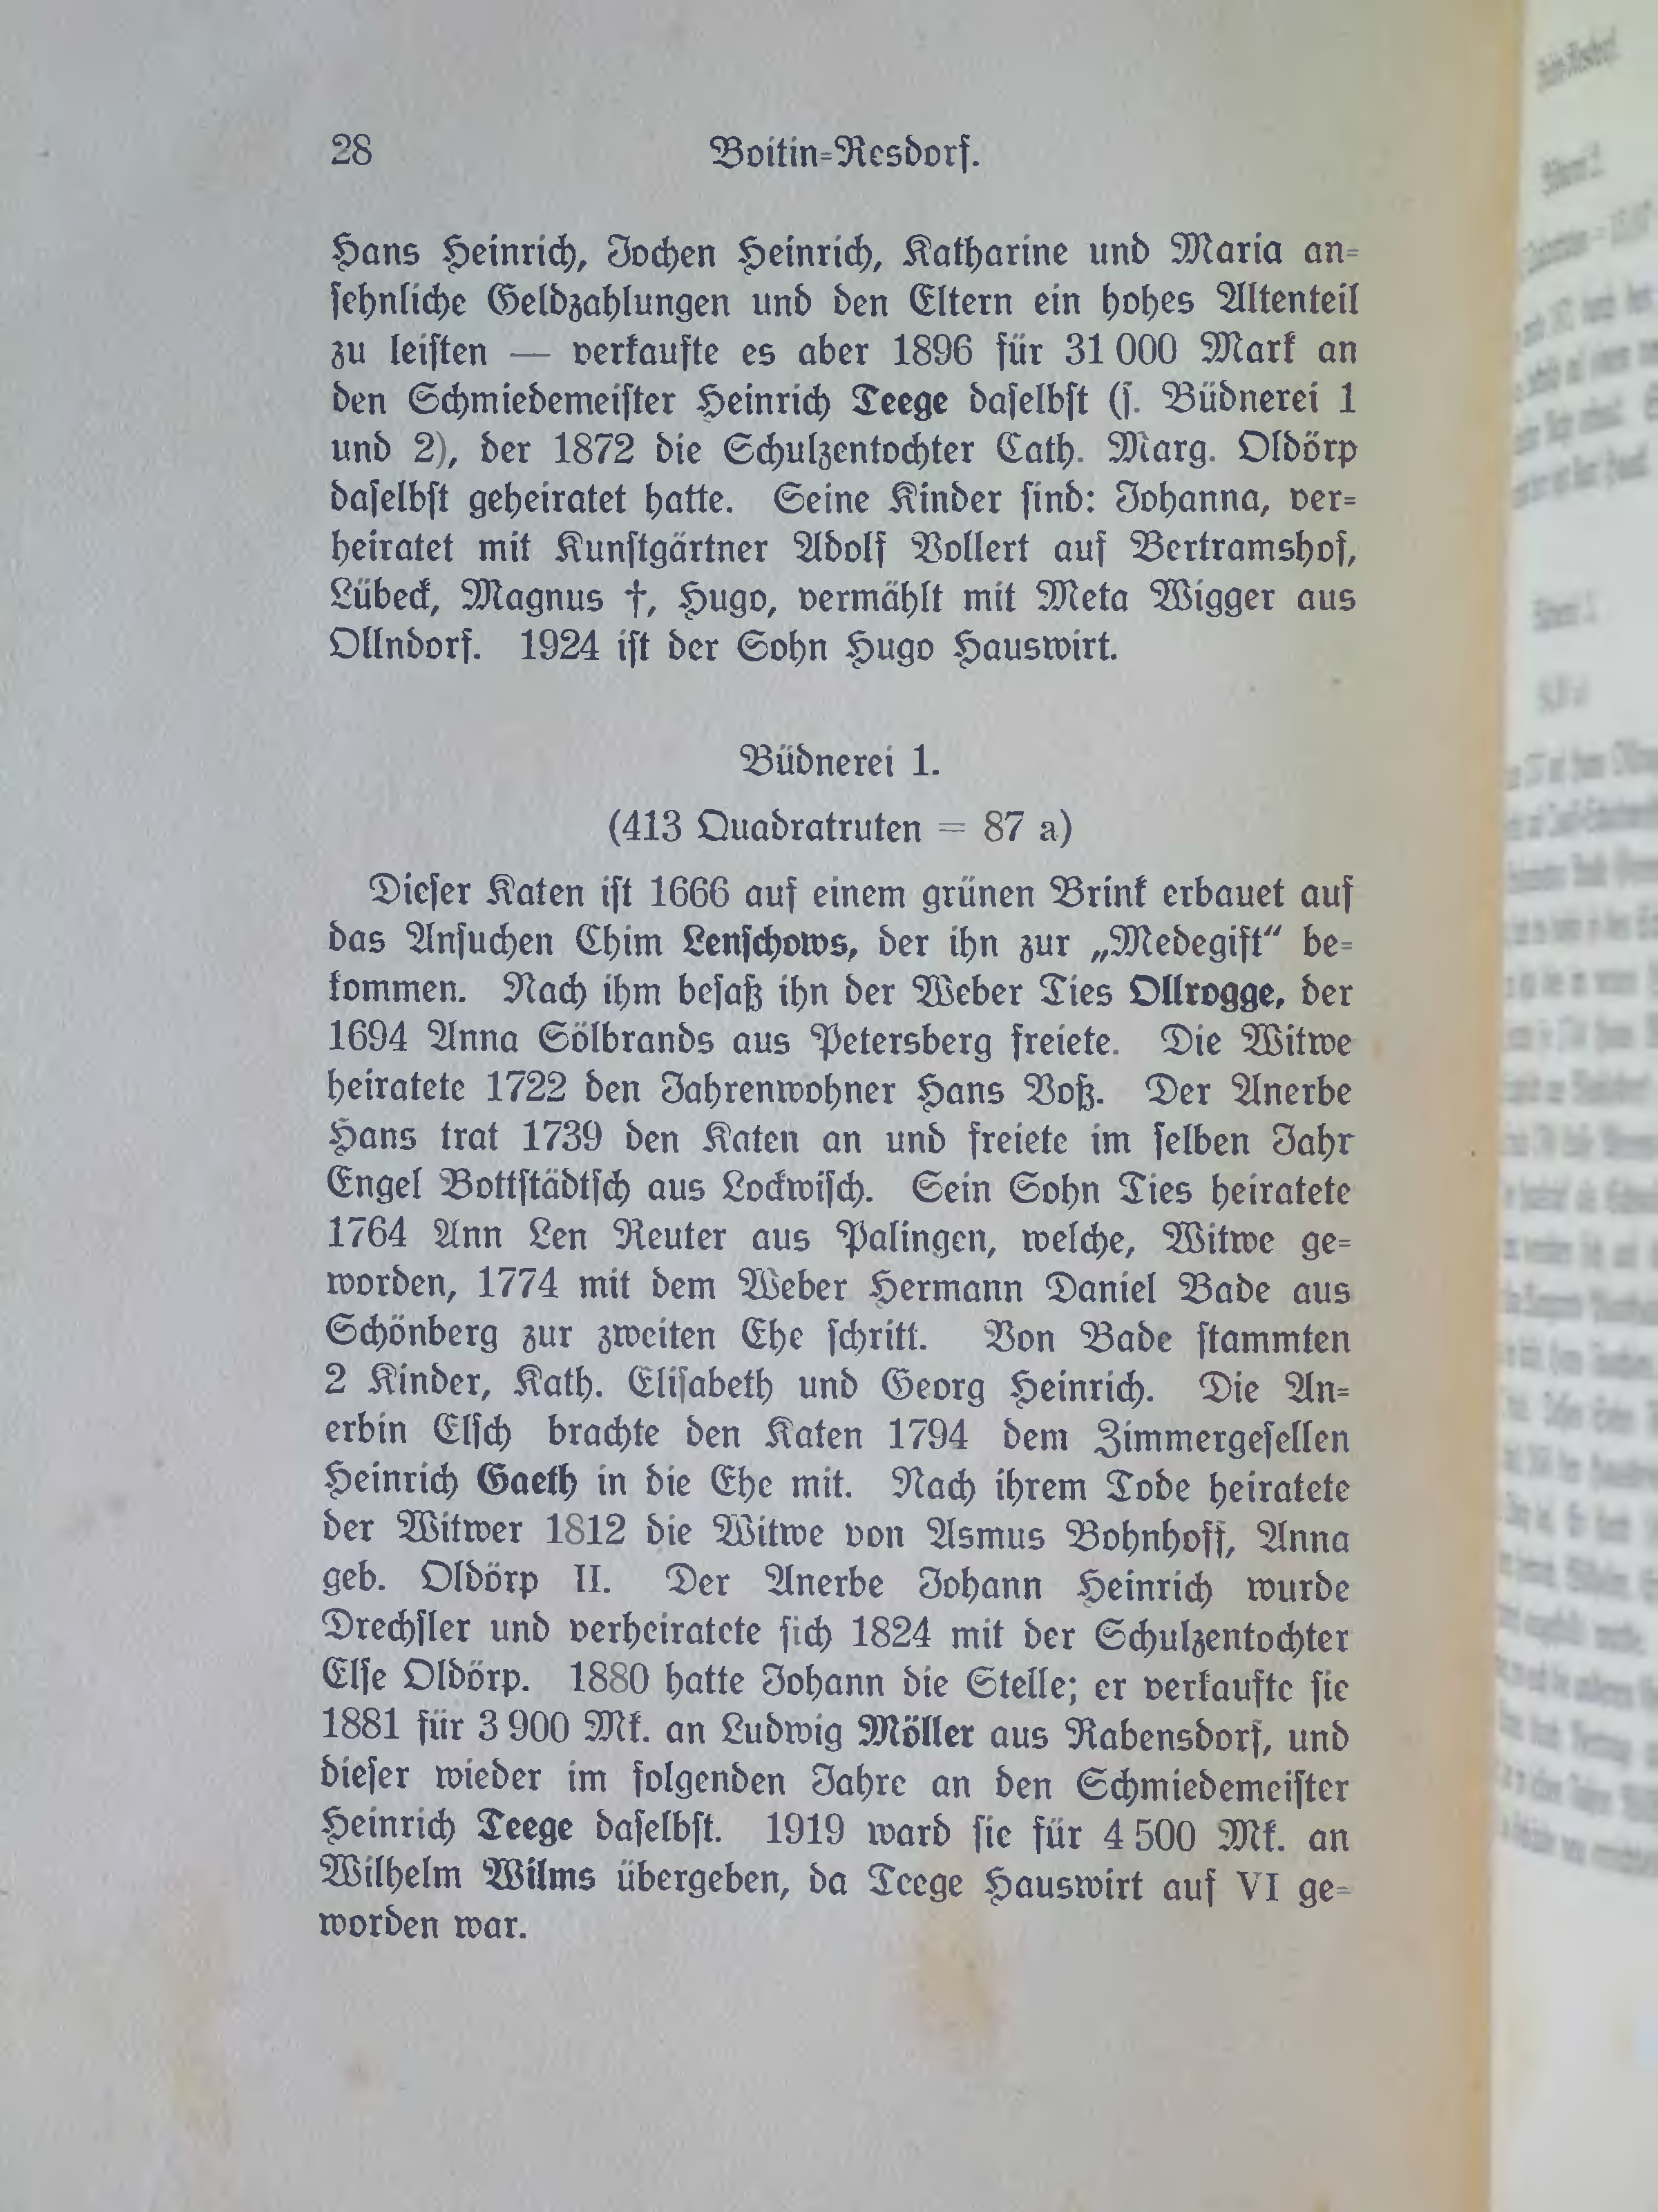 28 Boitin-Resdorf.
Hans Heinrich, Jochen Heinrich, Katharine und Maria an-
sehnliche Geldzahlungen und den Eltern ein hohes Altenteil
zu leisten — verkaufte es aber 1896 für 31 000 Mark an
den Schmiedemeister Heinrich Teege daselbst (s. Büdnerei 1
und 2), der 1872 die Schulzentochter Cath. Marg. Oldörp
daselbst geheiratet hatte. Seine Kinder sind: Johanna, ver-
heiratet mit Kunstgärtner Adolf Vollert auf Bertramshof,
Lübeck, Magnus †, Hugo, vermählt mit Meta Wigger aus
Ollndorf. 1924 ist der Sohn Hugo Hauswirt.
Büdnerei 1.
(413 Quadratruten = 87 a)
Dieser Katen ist 1666 auf einem grünen Brink erbauet auf
das Ansuchen Chim Lenschows, der ihn zur „Medegift“ be-
kommen. Nach ihm besaß ihn der Weber Ties Ollrogge, der
1694 Anna Sölbrands aus Petersberg freiete. Die Witwe
heiratete 1722 den Jahrenwohner Hans Voß. Der Anerbe
Hans trat 1739 den Katen an und freiete im selben Jahr
Engel Bottstädtsch aus Lockwisch. Sein Sohn Ties heiratete
1764 Ann Len Reuter aus Palingen, welche, Witwe ge-
worden, 1774 mit dem Weber Hermann Daniel Bade aus
Schönberg zur zweiten Ehe schritt. Von Bade stammten
2 Kinder, Kath. Elisabeth und Georg Heinrich. Die An-
erbin Elsch brachte den Katen 1794 dem Zimmergesellen
Heinrich Gaeth in die Ehe mit. Nach ihrem Tode heiratete
der Witwer 1812 die Witwe von Asmus Bohnhoff, Anna
geb. Oldörp II. Der Anerbe Johann Heinrich wurde
Drechsler und verheiratete sich 1824 mit der Schulzentochter
Else Oldörp. 1880 hatte Johann die Stelle; er verkaufte sie
1881 für 3 900 Mk. an Ludwig Möller aus Rabensdorf, und
dieser wieder im folgenden Jahre an den Schmiedemeister
Heinrich Teege daselbst. 1919 ward sie für 4 500 Mk. an
Wilhelm Wilms übergeben, da Teege Hauswirt auf VI ge-
worden war.